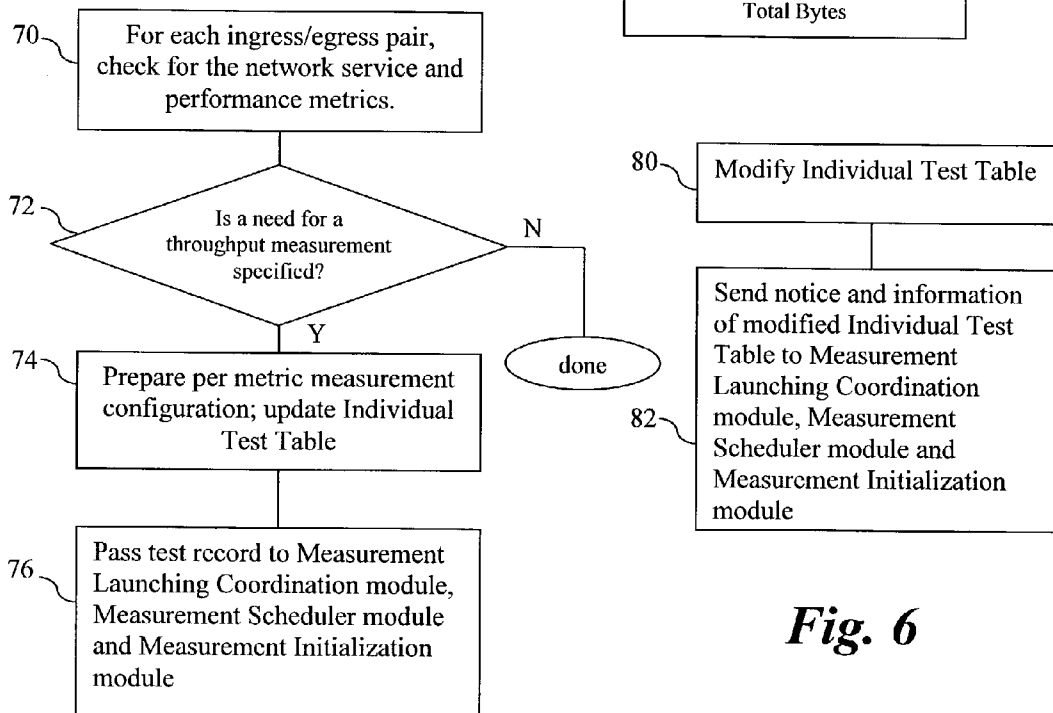 70
For each ingress/egress pair,
check for the network service and
performance metrics.
72
Is a need for a
throughput measurement
specified?
N
Y
done
74
Prepare per metric measurement
configuration; update Individual
Test Table
76
Pass test record to Measurement
Launching Coordination module,
Measurement Scheduler module
and Measurement Initialization
module
Total Bytes
80
Modify Individual Test Table
82
Send notice and information
of modified Individual Test
Table to Measurement
Launching Coordination
module, Measurement
Scheduler module and
Measurement Initialization
module
Fig. 6